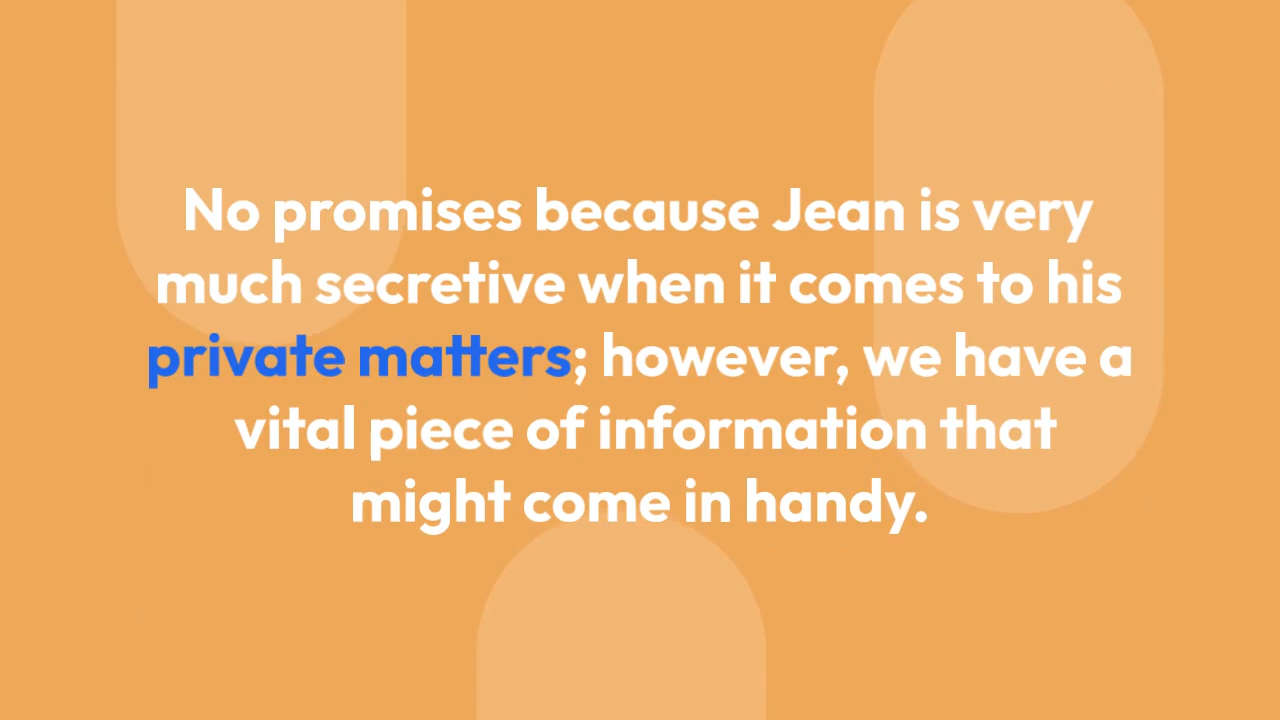 No promises because Jean is very
much secretive when it comes to his
private matters; however, we have a
vital piece of information that
might come in handy.